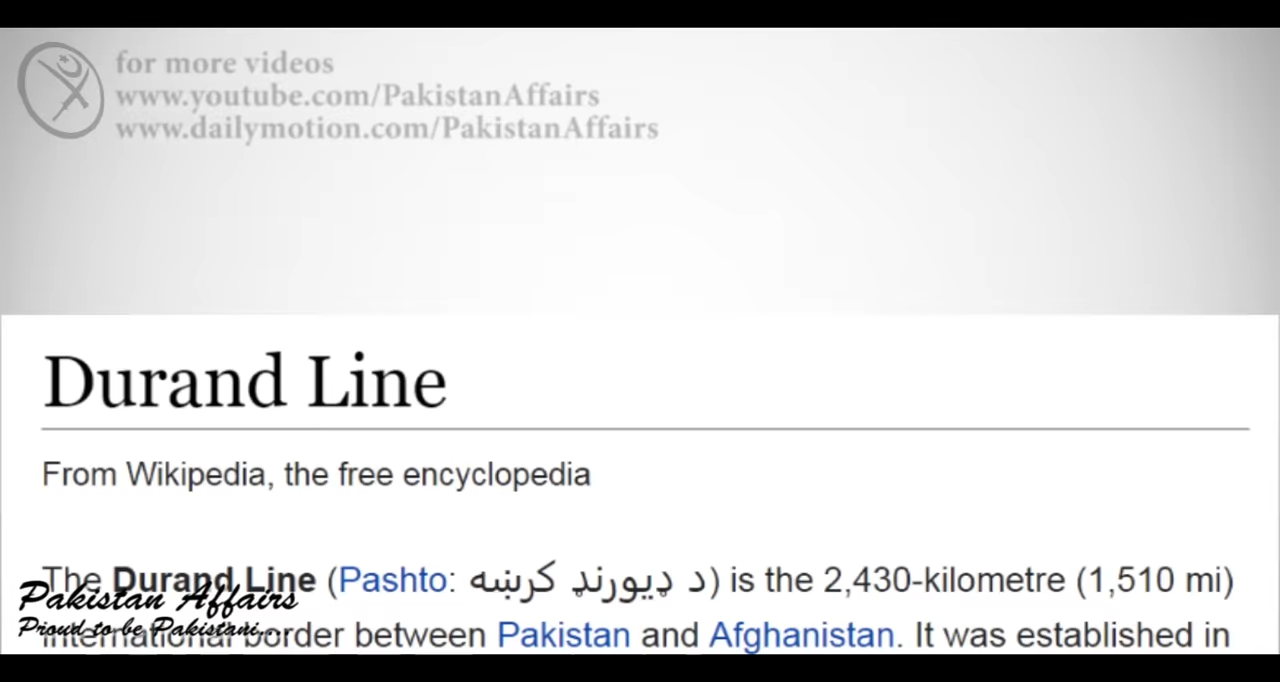 for more videos
www.youtube.com/PakistanAffairs
www.dailymotion.com/PakistanAffairs
Durand Line
From Wikipedia, the free encyclopedia
The Durand Line (Pashto: د ډیورنډ کرښه) is the 2,430-kilometre (1,510 mi)
international border between Pakistan and Afghanistan. It was established in
Pakistan Affairs
Proud to be Pakistani....